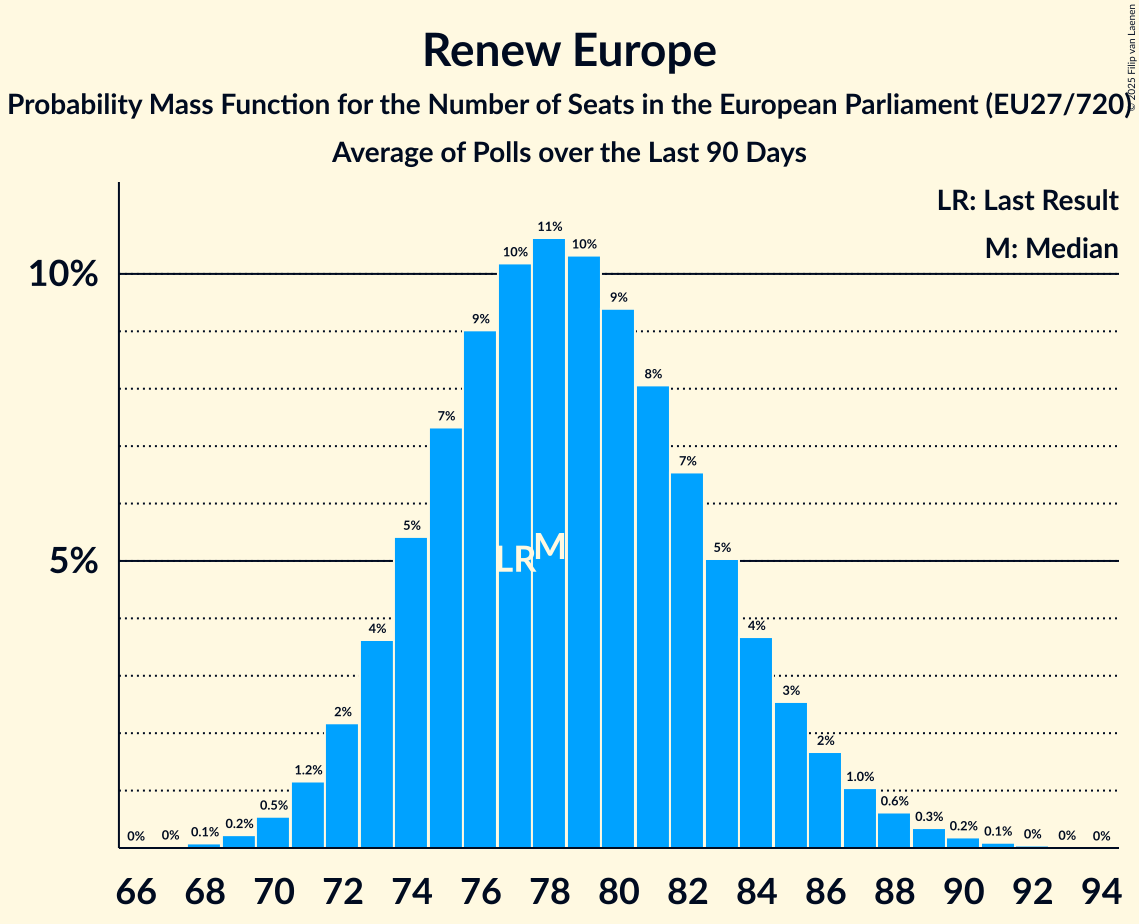 © 2025 Filip van Laenen
Renew Europe
Probability Mass Function for the Number of Seats in the European Parliament (EU27/720)
Average of Polls over the Last 90 Days
LR: Last Result
M: Median
10%
5%
0% 0% 0.1% 0.2% 0.5% 1.2% 2% 4% 5% 7% 9% 10% 11% 10% 9% 8% 7% 5% 4% 3% 2% 1.0% 0.6% 0.3% 0.2% 0.1% 0% 0% 0%
LR M
66 68 70 72 74 76 78 80 82 84 86 88 90 92 94